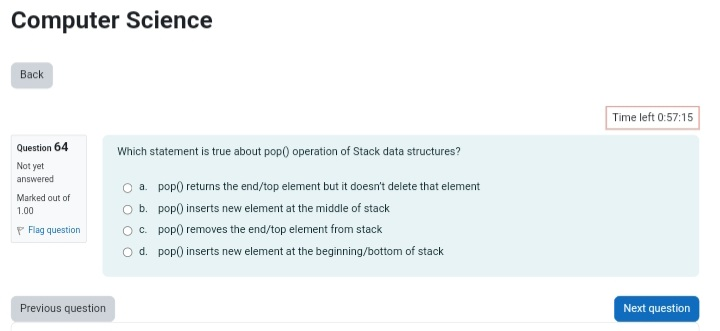 Computer Science
Back
Time left 0:57:15
Question 64
Not yet
answered
Marked out of
1.00
Flag question
Which statement is true about pop() operation of Stack data structures?
a. pop() returns the end/top element but it doesn't delete that element
b. pop() inserts new element at the middle of stack
c. pop() removes the end/top element from stack
d. pop() inserts new element at the beginning/bottom of stack
Previous question
Next question